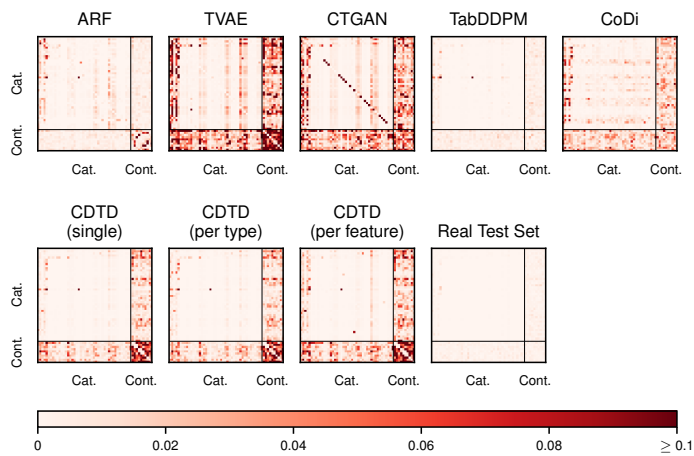 ARF TVAE CTGAN TabDDPM CoDi
Cat.
Cont.
Cat. Cont. Cat. Cont. Cat. Cont. Cat. Cont. Cat. Cont.
CDTD CDTD CDTD
(single) (per type) (per feature) Real Test Set
Cat.
Cont.
Cat. Cont. Cat. Cont. Cat. Cont. Cat. Cont.
0 0.02 0.04 0.06 0.08 ≥ 0.1